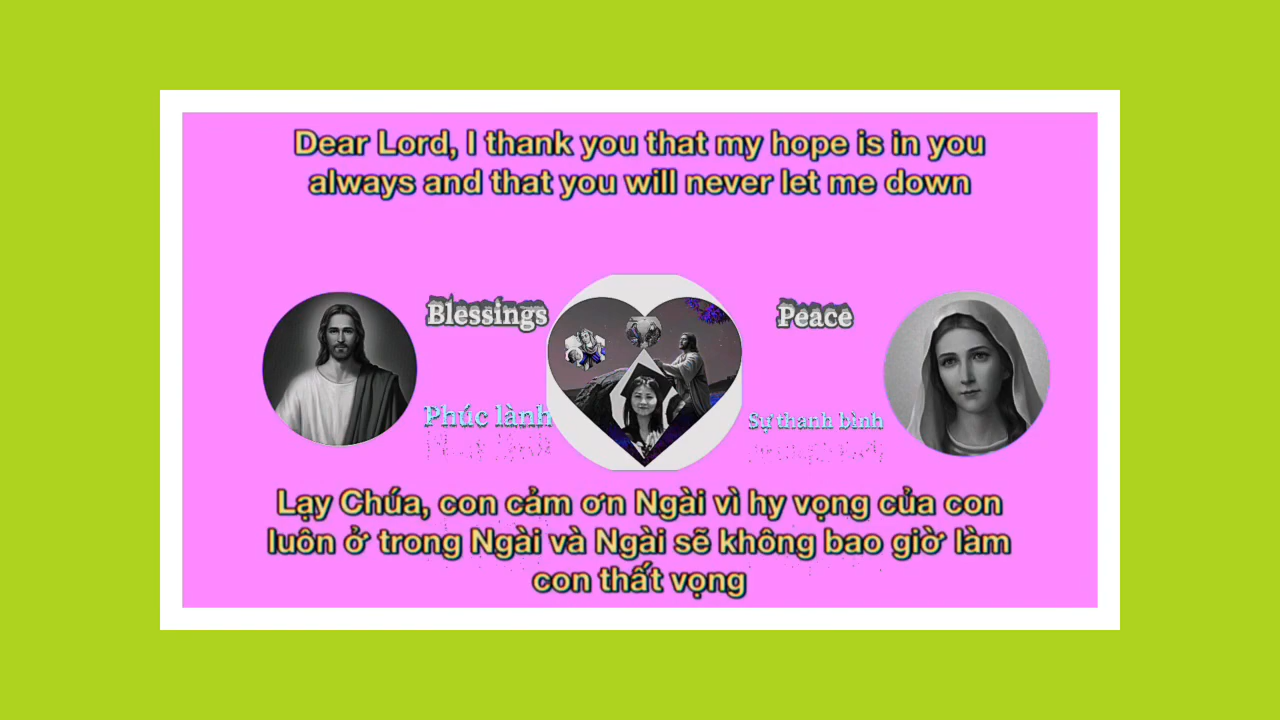 Dear Lord, I thank you that my hope is in you
always and that you will never let me down
Blessings
Peace
Phúc lành
Sự thanh bình
Lạy Chúa, con cảm ơn Ngài vì hy vọng của con
luôn ở trong Ngài và Ngài sẽ không bao giờ làm
con thất vọng